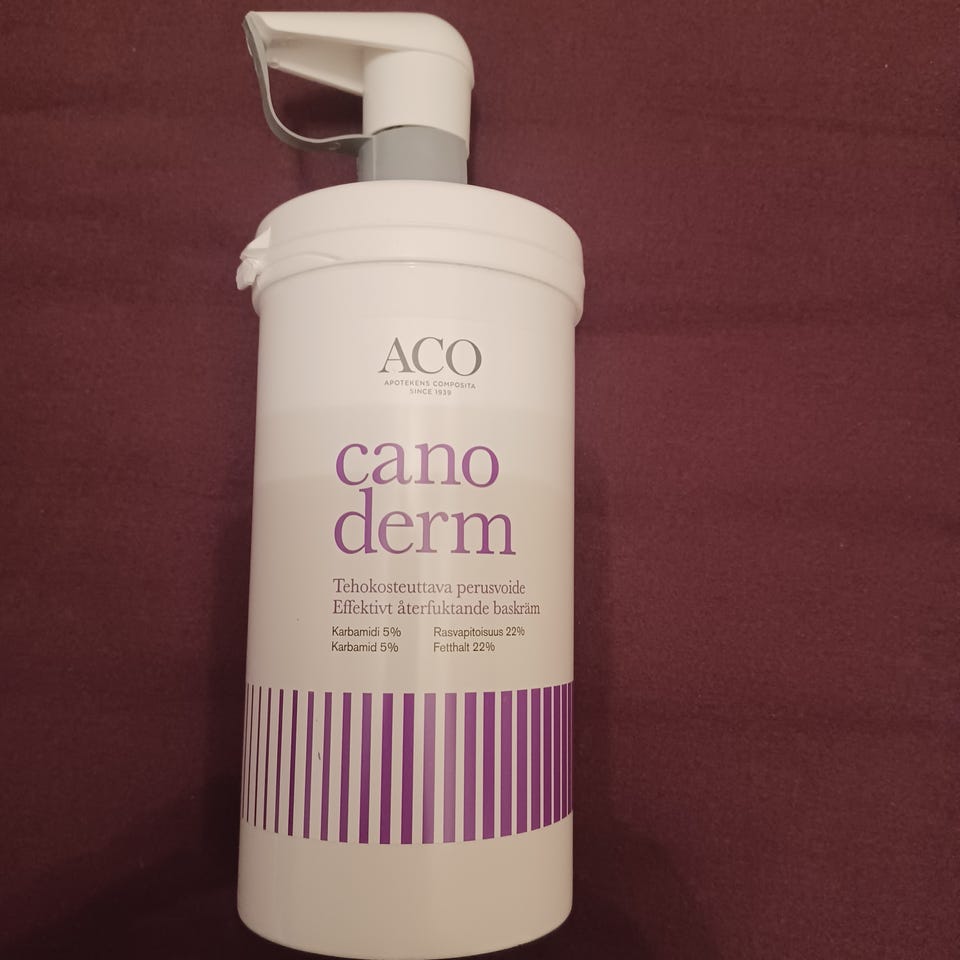 ACO
APOTEKENS COMPOSITA
SINCE 1939
cano
derm
Tehokosteuttava perusvoide
Effektivt återfuktande baskräm
Karbamidi 5% Rasvapitoisuus 22%
Karbamid 5% Fetthalt 22%